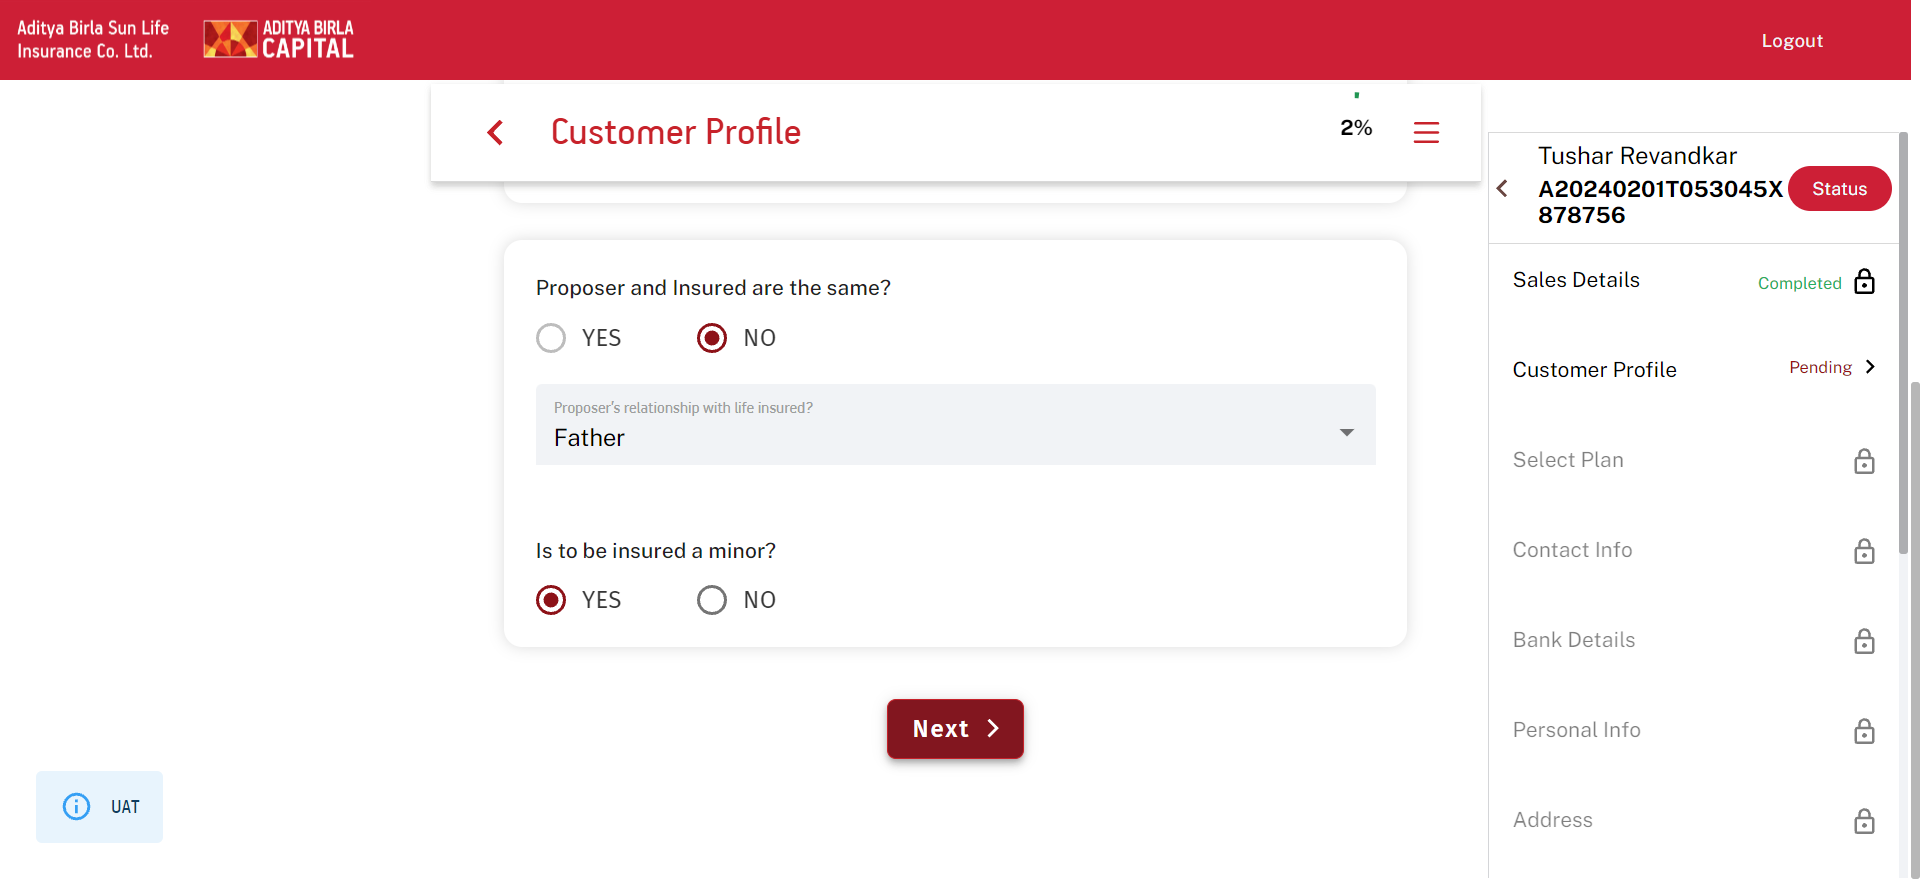 Aditya Birla Sun Life
Insurance Co. Ltd.
ADITYA BIRLA
CAPITAL
Logout
Customer Profile
2%
Proposer and Insured are the same?
YES
NO
Proposer's relationship with life insured?
Father
Is to be insured a minor?
YES
NO
Next
UAT
Tushar Revandkar
A20240201T053045X
878756
Status
Sales Details
Completed
Customer Profile
Pending
Select Plan
Contact Info
Bank Details
Personal Info
Address